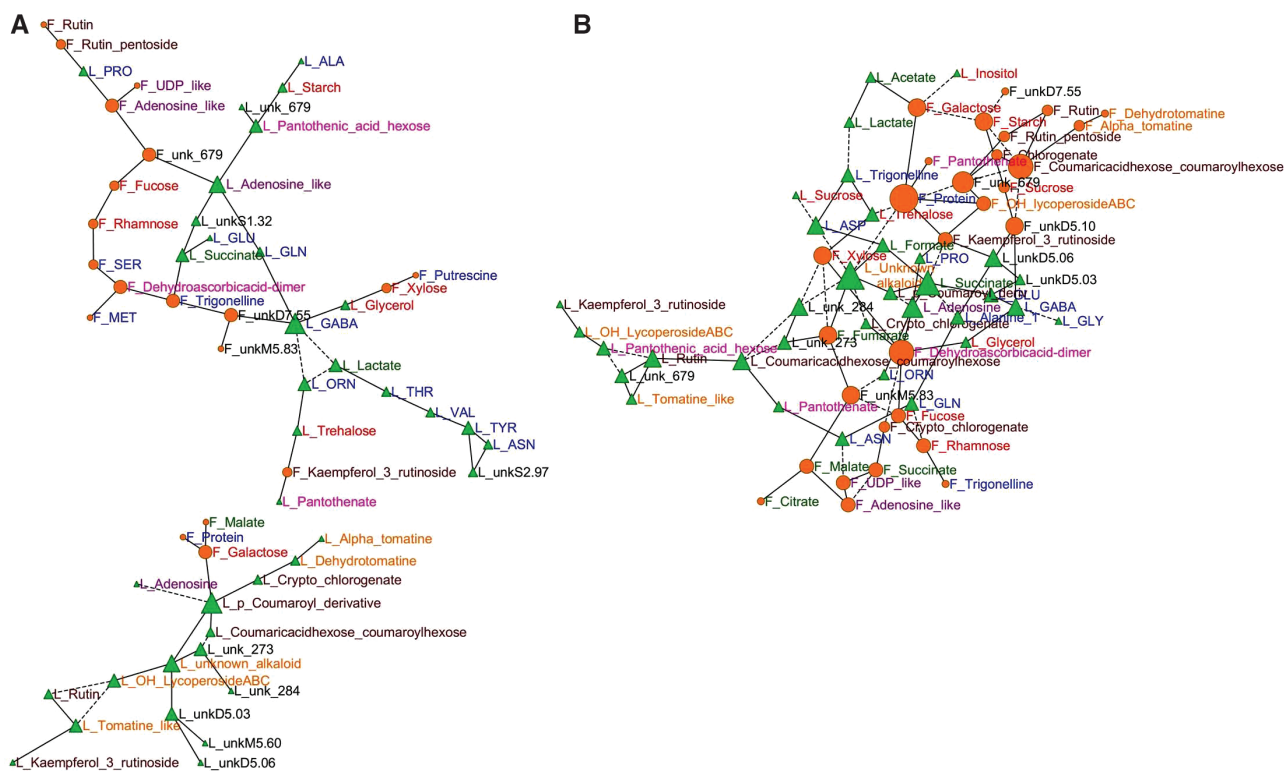 A
F_Rutin
F_Rutin_pentoside
L_PRO
F_UDP_like
F_Adenosine_like
L_ALA
L_Starch
L_unk_679
L_Pantothenic_acid_hexose
F_unk_679
F_Fucose
L_Adenosine_like
F_Rhamnose
L_unkS1.32
L_GLU
L_Succinate
L_GLN
F_SER
F_Dehydroascorbicacid-dimer
F_Trigonelline
F_MET
F_unkD7.55
F_Putrescine
F_Xylose
L_Glycerol
L_GABA
F_unkM5.83
L_Lactate
L_ORN
L_THR
L_VAL
L_TYR
L_ASN
L_Trehalose
F_Kaempferol_3_rutinoside
L_unkS2.97
L_Pantothenate
F_Malate
F_Protein
F_Galactose
L_Alpha_tomatine
L_Dehydrotomatine
L_Crypto_chlorogenate
L_Adenosine
L_p_Coumaroyl_derivative
L_Coumaricacidhexose_coumaroylhexose
L_unk_273
L_unknown_alkaloid
L_OH_LycoperosideABC
L_unk_284
L_Rutin
L_unkD5.03
L_Tomatine_like
L_unkM5.60
L_Kaempferol_3_rutinoside
L_unkD5.06
B
L_Acetate
L_Inositol
F_unkD7.55
F_Galactose
F_Rutin
F_Dehydrotomatine
L_Lactate
F_Starch
F_Alpha_tomatine
F_Rutin_pentoside
F_Chlorogenate
F_Pantothenate
F_Coumaricacidhexose_coumaroylhexose
L_Trigonelline
F_unk_679
F_Sucrose
L_Sucrose
F_Protein
F_OH_lycoperosideABC
L_Trehalose
L_ASP
F_unkD5.10
L_Formate
F_Kaempferol_3_rutinoside
F_Xylose
L_PRO
L_unkD5.06
L_Unknown
alkaloid
L_Succinate
L_unkD5.03
L_p_Coumaroyl_deriv
L_GLU
L_Kaempferol_3_rutinoside
L_unk_284
L_Adenosine
L_GABA
L_Alanine_T
L_GLY
L_Crypto_chlorogenate
L_OH_LycoperosideABC
F_Fumarate
L_unk_273
L_Glycerol
L_Pantothenic_acid_hexose
F_Dehydroascorbicacid-dimer
L_Rutin
L_Coumaricacidhexose_coumaroylhexose
L_unk_679
L_ORN
L_Tomatine_like
F_unkM5.83
L_Pantothenate
L_GLN
F_Fucose
F_Crypto_chlorogenate
L_ASN
F_Rhamnose
F_Malate
F_Succinate
F_UDP_like
F_Trigonelline
F_Citrate
F_Adenosine_like